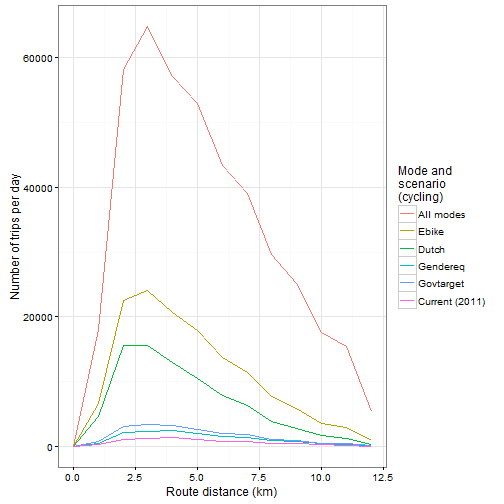 60000
40000
20000
0
Number of trips per day
0.0 2.5 5.0 7.5 10.0 12.5
Route distance (km)
Mode and
scenario
(cycling)
All modes
Ebike
Dutch
Gendereq
Govtarget
Current (2011)